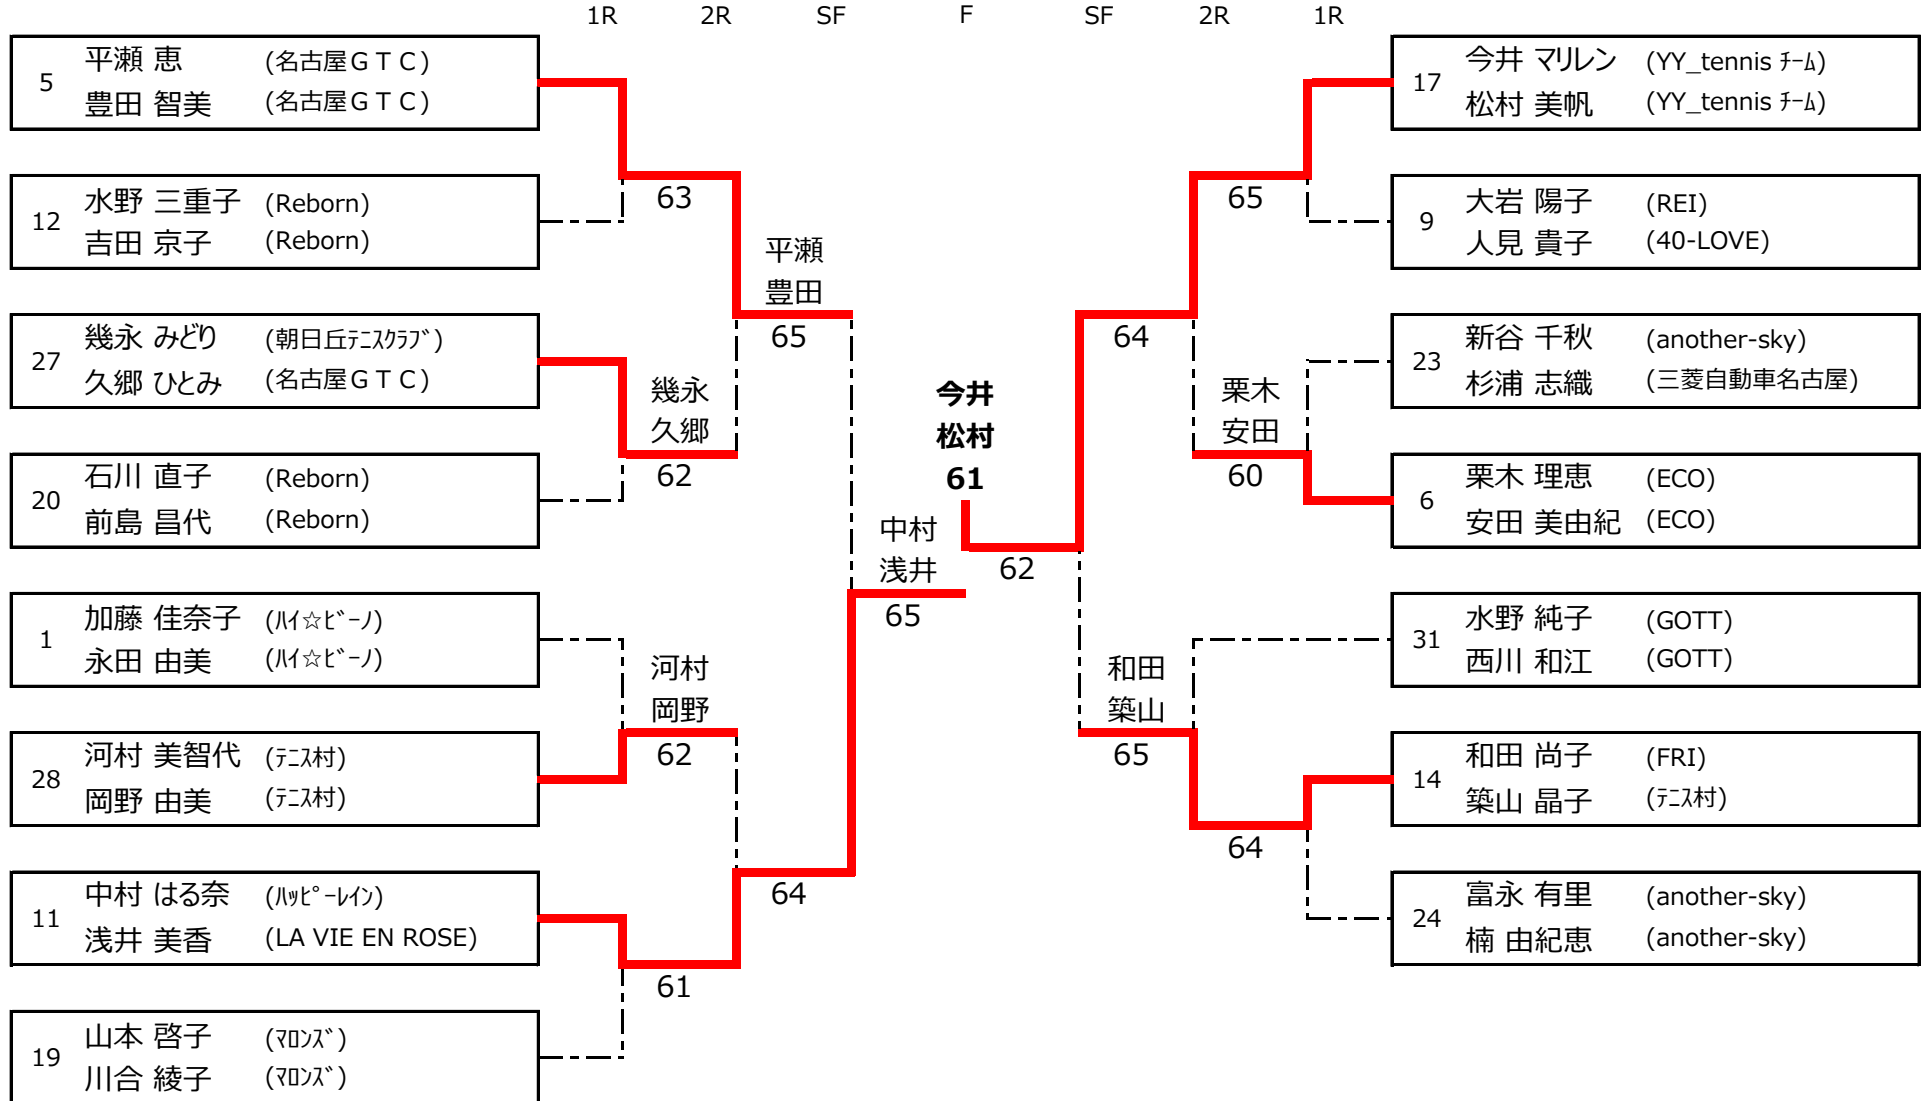 1R 2R SF F SF 2R 1R
5 平瀬 恵 (名古屋ＧＴＣ)
豊田 智美 (名古屋ＧＴＣ)
12 水野 三重子 (Reborn)
吉田 京子 (Reborn)
27 幾永 みどり (朝日丘ﾃﾆｽｸﾗﾌﾞ)
久郷 ひとみ (名古屋ＧＴＣ)
20 石川 直子 (Reborn)
前島 昌代 (Reborn)
1 加藤 佳奈子 (ﾊｲ☆ﾋﾞｰﾉ)
永田 由美 (ﾊｲ☆ﾋﾞｰﾉ)
28 河村 美智代 (ﾃﾆｽ村)
岡野 由美 (ﾃﾆｽ村)
11 中村 はる奈 (ﾊｯﾋﾟｰﾚｲﾝ)
浅井 美香 (LA VIE EN ROSE)
19 山本 啓子 (ﾏﾛﾝｽﾞ)
川合 綾子 (ﾏﾛﾝｽﾞ)
63
幾永
久郷
62
河村
岡野
62
61
平瀬
豊田
65
64
中村
浅井
65
今井
松村
61
62
64
和田
築山
65
65
栗木
安田
60
64
17 今井 マリレン (YY_tennis ﾁｰﾑ)
松村 美帆 (YY_tennis ﾁｰﾑ)
9 大岩 陽子 (REI)
人見 貴子 (40-LOVE)
23 新谷 千秋 (another-sky)
杉浦 志織 (三菱自動車名古屋)
6 栗木 理恵 (ECO)
安田 美由紀 (ECO)
31 水野 純子 (GOTT)
西川 和江 (GOTT)
14 和田 尚子 (FRI)
築山 晶子 (ﾃﾆｽ村)
24 富永 有里 (another-sky)
楠 由紀恵 (another-sky)